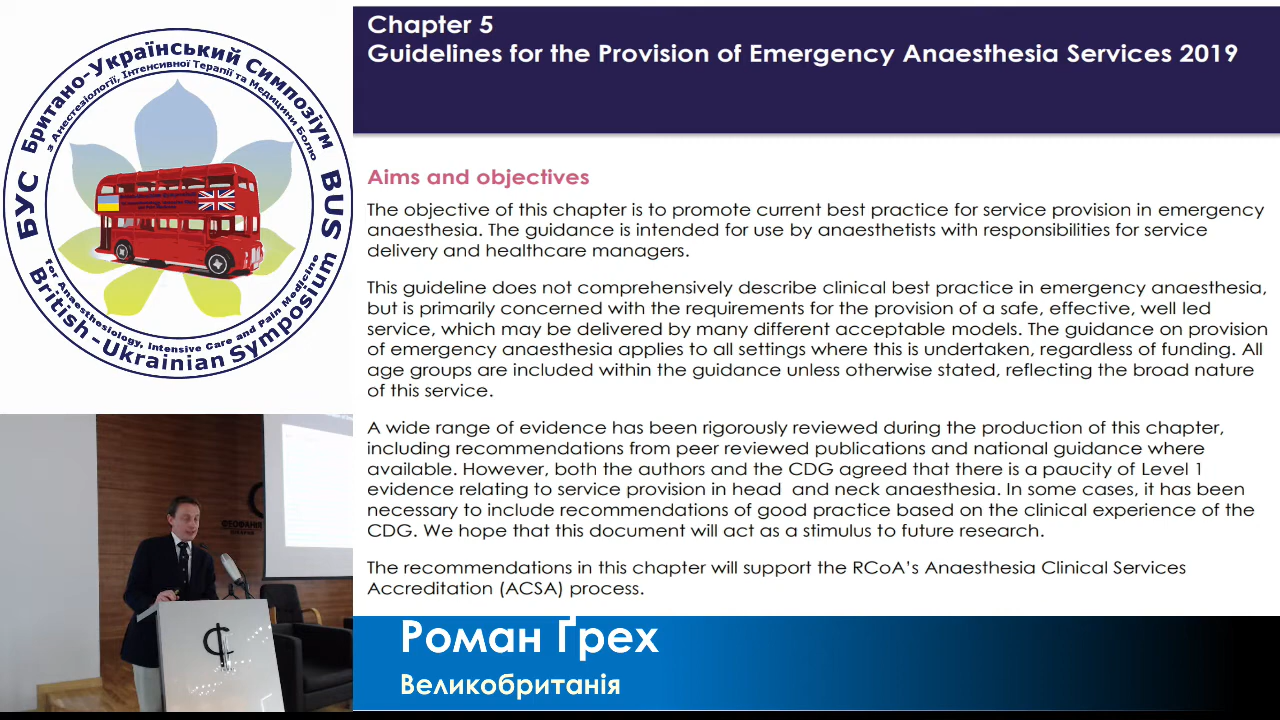 Британо-Український Симпозіум
з Анестезіології, Інтенсивної Терапії та Медицини Болю
БУС
BUS
for Anaesthesiology, Intensive Care and Pain Medicine
British -Ukrainian Symposium
Chapter 5
Guidelines for the Provision of Emergency Anaesthesia Services 2019
Aims and objectives
The objective of this chapter is to promote current best practice for service provision in emergency
anaesthesia. The guidance is intended for use by anaesthetists with responsibilities for service
delivery and healthcare managers.
This guideline does not comprehensively describe clinical best practice in emergency anaesthesia,
but is primarily concerned with the requirements for the provision of a safe, effective, well led
service, which may be delivered by many different acceptable models. The guidance on provision
of emergency anaesthesia applies to all settings where this is undertaken, regardless of funding. All
age groups are included within the guidance unless otherwise stated, reflecting the broad nature
of this service.
A wide range of evidence has been rigorously reviewed during the production of this chapter,
including recommendations from peer reviewed publications and national guidance where
available. However, both the authors and the CDG agreed that there is a paucity of Level 1
evidence relating to service provision in head and neck anaesthesia. In some cases, it has been
necessary to include recommendations of good practice based on the clinical experience of the
CDG. We hope that this document will act as a stimulus to future research.
The recommendations in this chapter will support the RCoA's Anaesthesia Clinical Services
Accreditation (ACSA) process.
ФЕОФАНІЯ
Роман Ґрех
Великобританія